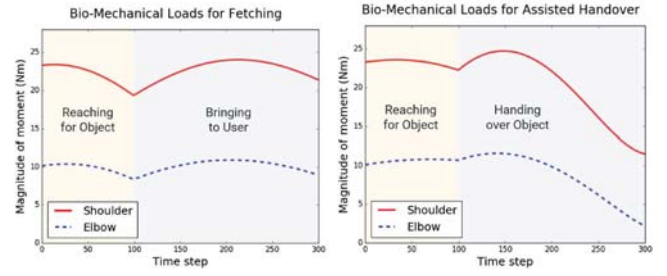 Bio-Mechanical Loads for Fetching
Magnitude of moment (Nm)
25
20
15
10
5
0
Reaching
for Object
Bringing
to User
Shoulder
Elbow
0 50 100 150 200 250 300
Time step
Bio-Mechanical Loads for Assisted Handover
Magnitude of moment (Nm)
25
20
15
10
5
0
Reaching
for Object
Handing
over Object
Shoulder
Elbow
0 50 100 150 200 250 300
Time step